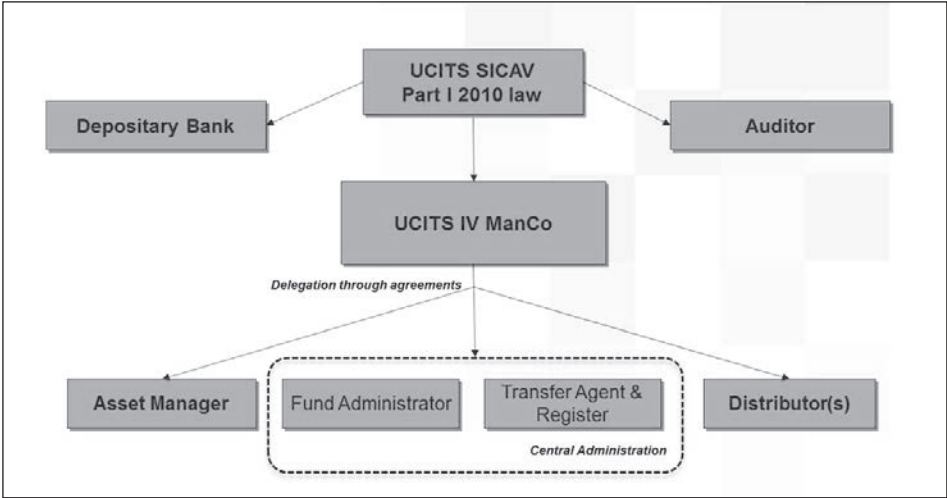 UCITS SICAV
Part I 2010 law
Depositary Bank
Auditor
UCITS IV ManCo
Delegation through agreements
Asset Manager
Fund Administrator
Transfer Agent &
Register
Distributor(s)
Central Administration